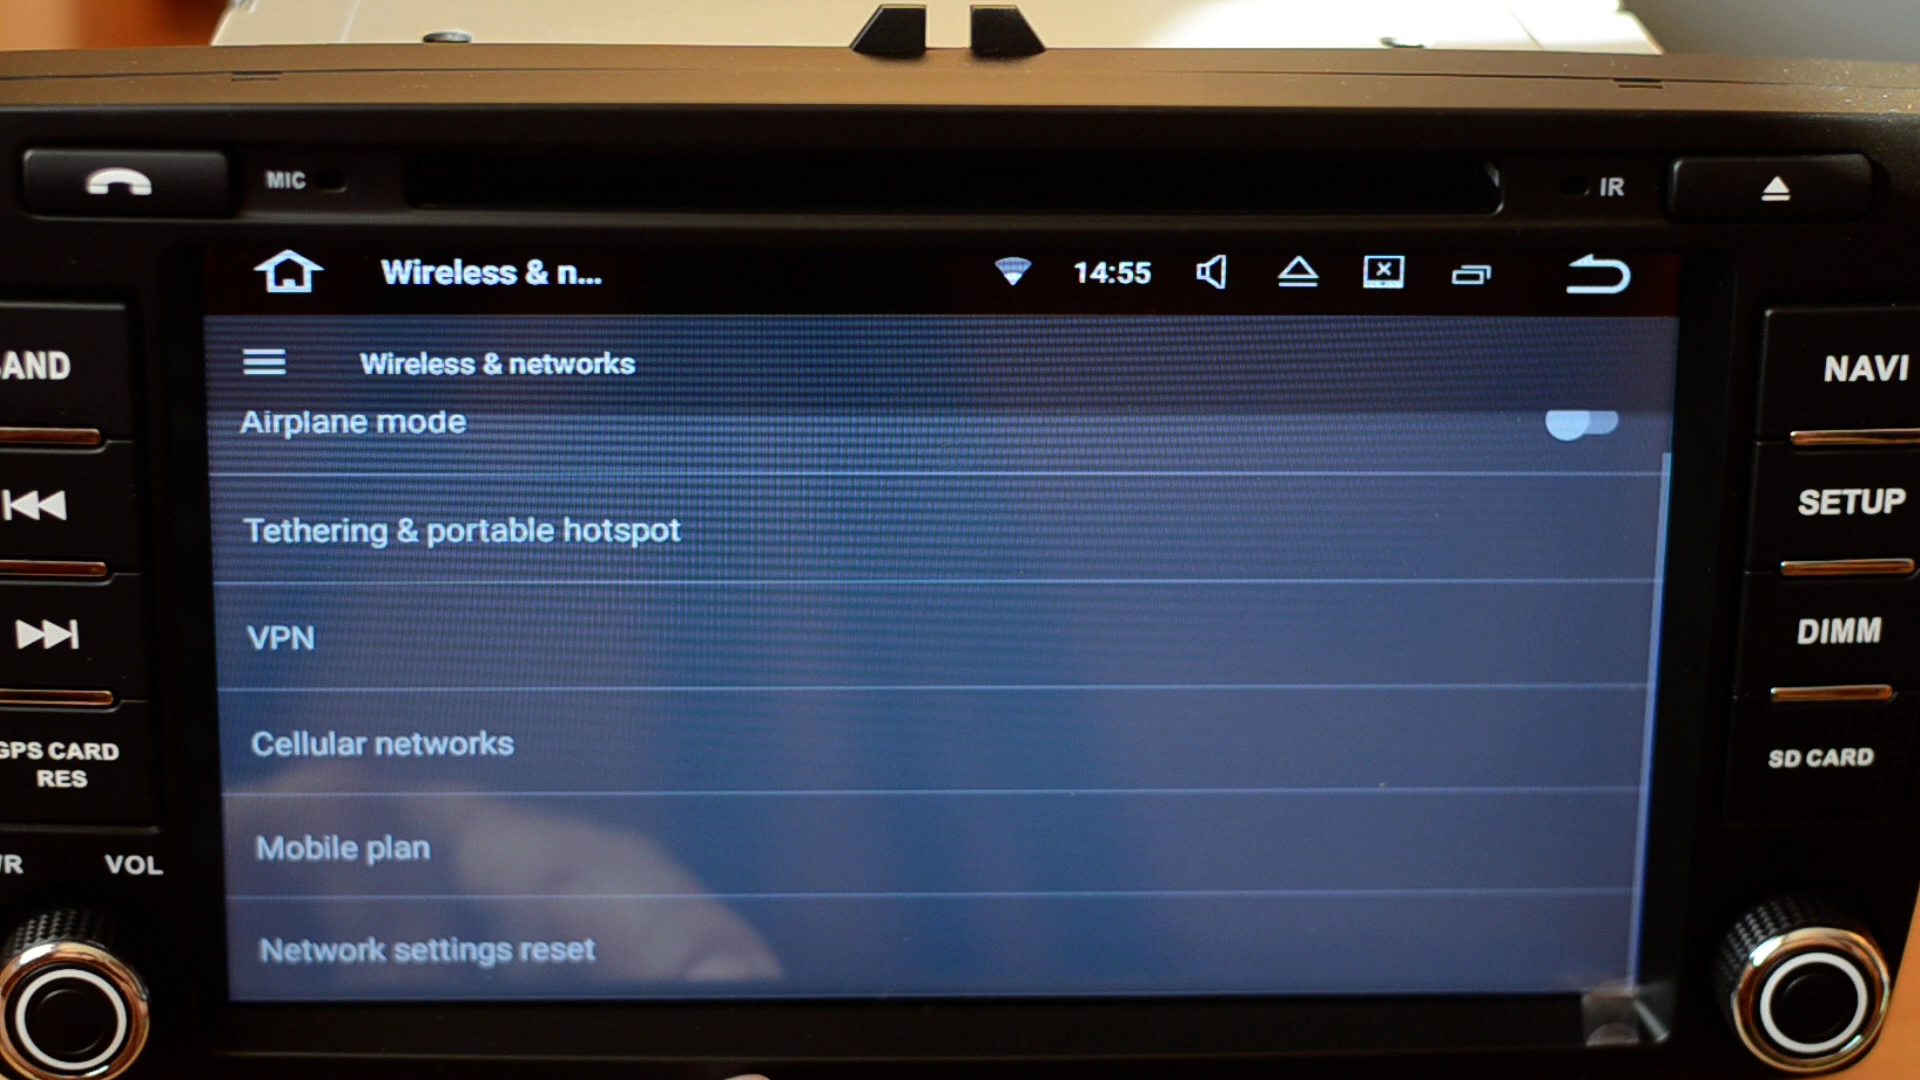 MIC
IR
Wireless & n...
14:55
Wireless & networks
Airplane mode
Tethering & portable hotspot
VPN
Cellular networks
Mobile plan
Network settings reset
AND
GPS CARD
RES
VOL
NAVI
SETUP
DIMM
SD CARD